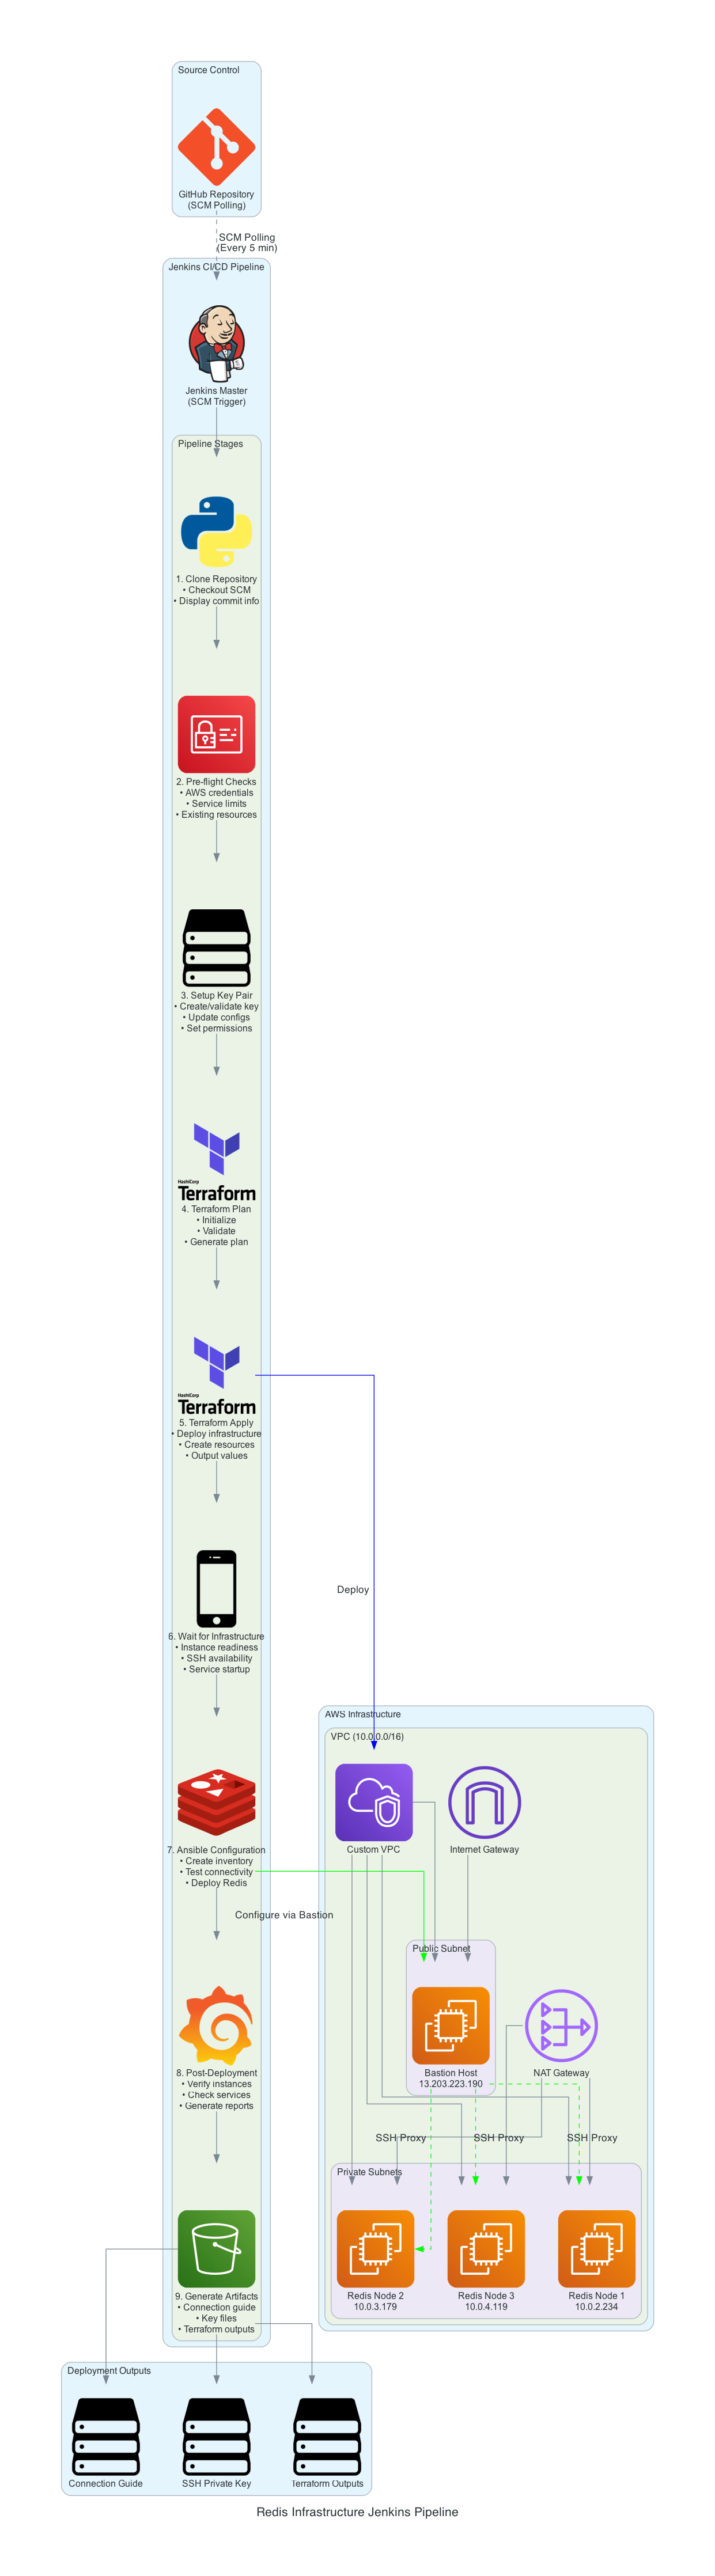 Source Control
GitHub Repository
(SCM Polling)
SCM Polling
(Every 5 min)
Jenkins CI/CD Pipeline
Jenkins Master
(SCM Trigger)
Pipeline Stages
1. Clone Repository
• Checkout SCM
• Display commit info
2. Pre-flight Checks
• AWS credentials
• Service limits
• Existing resources
3. Setup Key Pair
• Create/validate key
• Update configs
• Set permissions
HashiCorp
Terraform
4. Terraform Plan
• Initialize
• Validate
• Generate plan
HashiCorp
Terraform
5. Terraform Apply
• Deploy infrastructure
• Create resources
• Output values
Deploy
6. Wait for Infrastructure
• Instance readiness
• SSH availability
• Service startup
AWS Infrastructure
VPC (10.0.0.0/16)
Custom VPC
Internet Gateway
7. Ansible Configuration
• Create inventory
• Test connectivity
• Deploy Redis
Configure via Bastion
Public Subnet
Bastion Host
13.203.223.190
NAT Gateway
8. Post-Deployment
• Verify instances
• Check services
• Generate reports
SSH Proxy
SSH Proxy
SSH Proxy
Private Subnets
Redis Node 2
10.0.3.179
Redis Node 3
10.0.4.119
Redis Node 1
10.0.2.234
9. Generate Artifacts
• Connection guide
• Key files
• Terraform outputs
Deployment Outputs
Connection Guide
SSH Private Key
Terraform Outputs
Redis Infrastructure Jenkins Pipeline